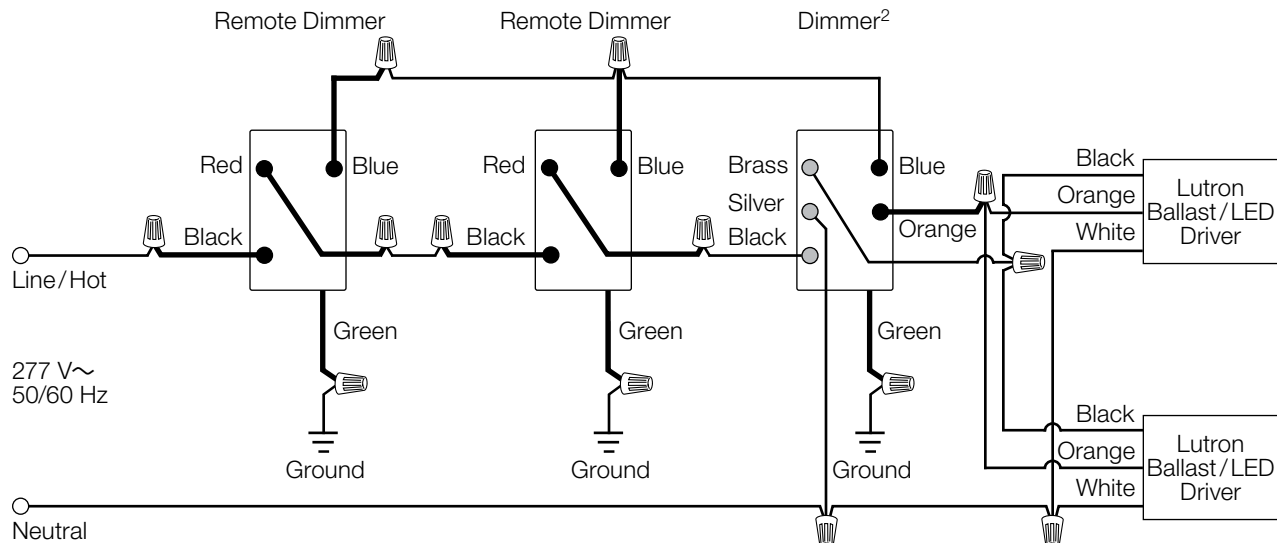 Remote Dimmer
Remote Dimmer
Dimmer2
Red
Blue
Red
Blue
Brass
Blue
Black
Lutron
Ballast/LED
Driver
Silver
Orange
Black
Black
Black
Orange
White
Line/Hot
Green
Green
Green
277 V~
50/60 Hz
Black
Orange
White
Lutron
Ballast/LED
Driver
Ground
Ground
Ground
Neutral